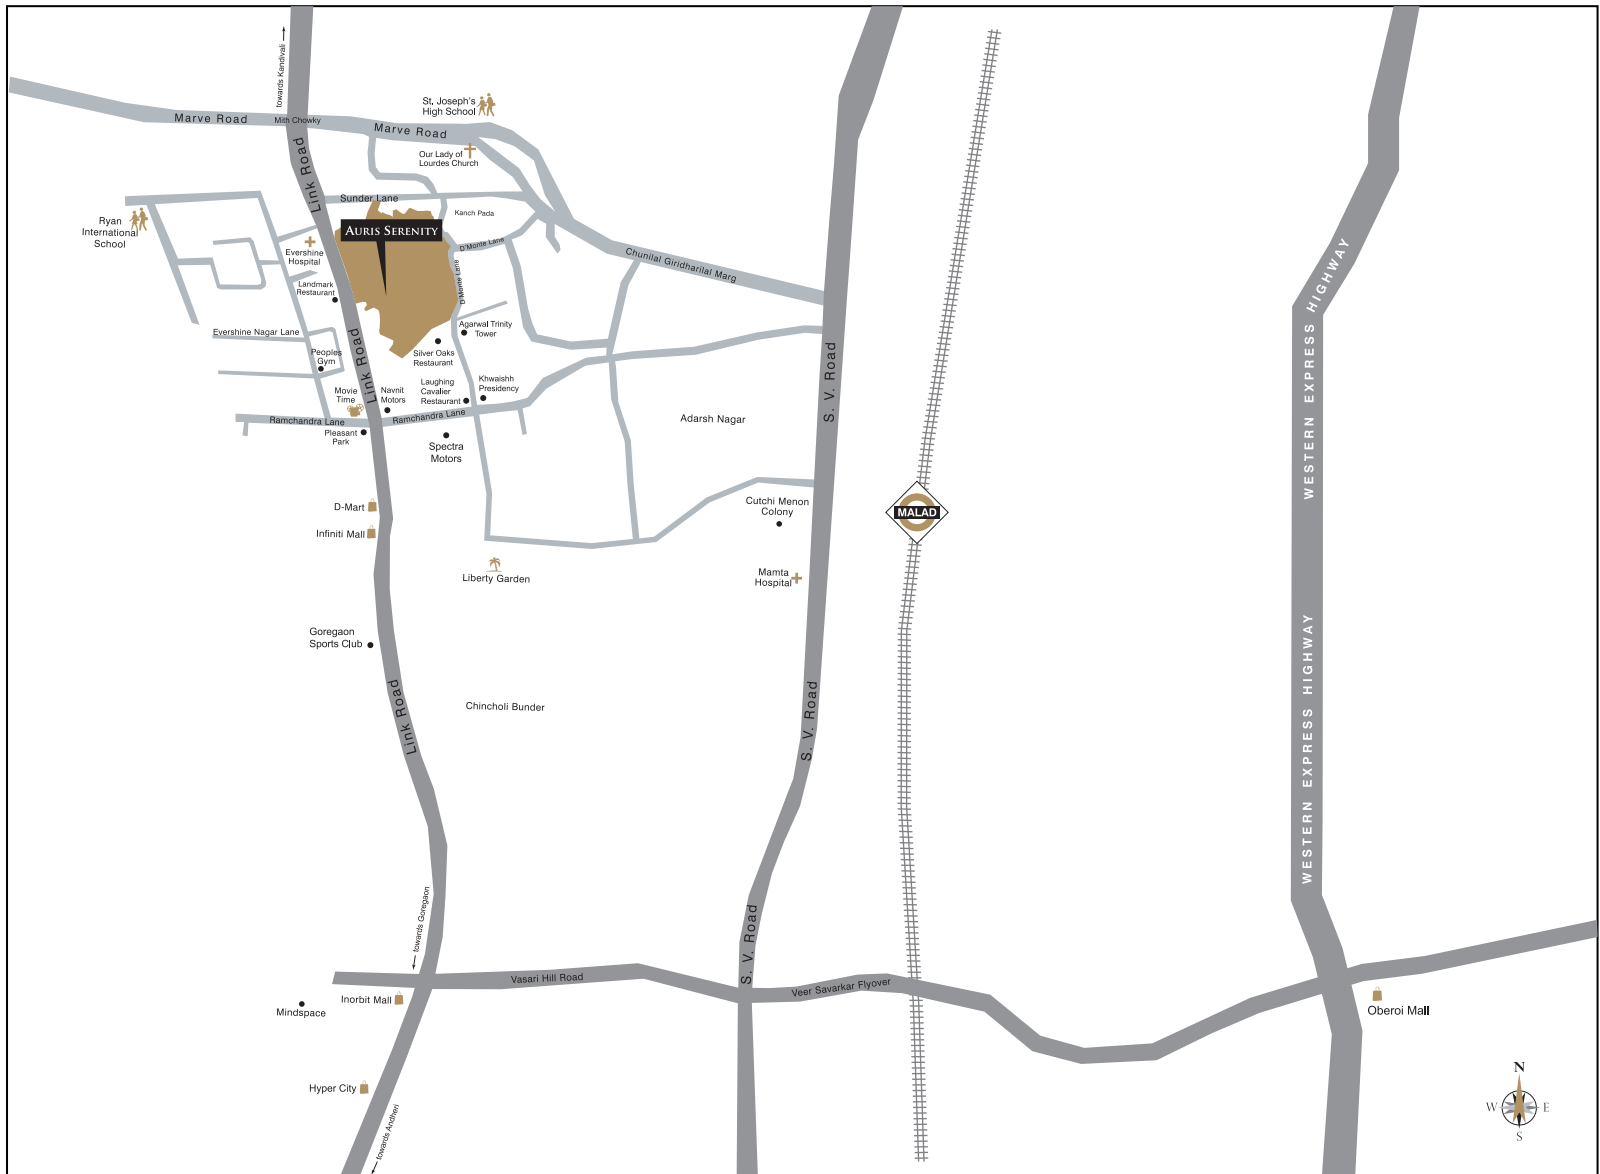 towards Kandivali
Marve Road
Mith Chowky
Marve Road
St, Joseph's
High School
Our Lady of
Lourdes Church
Link Road
Sunder Lane
Kanch Pada
Ryan
International
School
AURIS SERENITY
Evershine
Hospital
D'Monte Lane
D'Monte Lane
Chunilal Giridharilal Marg
Landmark
Restaurant
Evershine Nagar Lane
Link Road
Agarwal Trinity
Tower
Silver Oaks
Restaurant
Peoples
Gym
Movie
Time
Navnit
Motors
Laughing
Cavalier
Restaurant
Khwaishh
Presidency
Ramchandra Lane
Ramchandra Lane
Pleasant
Park
Spectra
Motors
Adarsh Nagar
S. V. Road
WESTERN EXPRESS HIGHWAY
D-Mart
Infiniti Mall
Cutchi Menon
Colony
MALAD
Liberty Garden
Mamta
Hospital
Goregaon
Sports Club
Link Road
Chincholi Bunder
S. V. Road
WESTERN EXPRESS HIGHWAY
towards Goregaon
S. V. Road
Vasari Hill Road
Veer Savarkar Flyover
Inorbit Mall
Mindspace
Oberoi Mall
Hyper City
towards Andheri
N
W
E
S